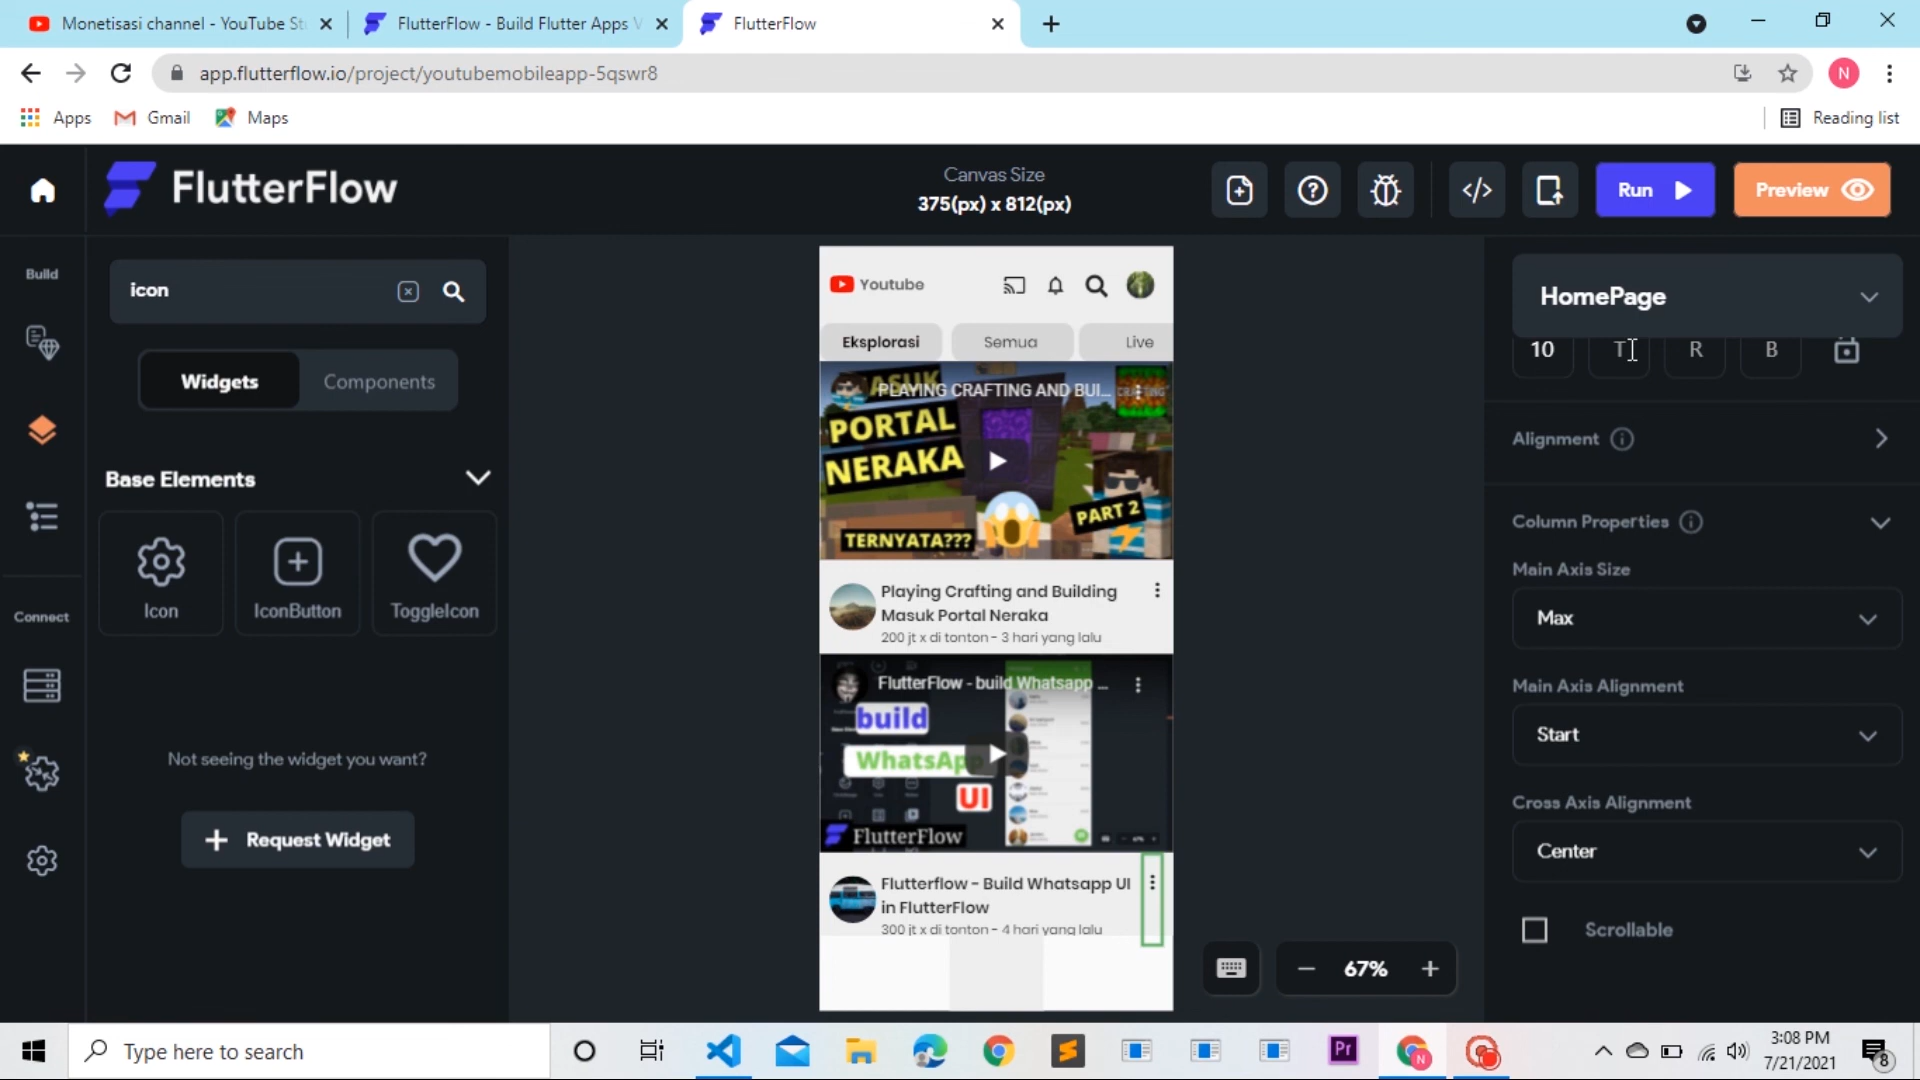 Monetisasi channel - YouTube St
FlutterFlow - Build Flutter Apps V
FlutterFlow
app.flutterflow.io/project/youtubemobileapp-5qswr8
N
Apps
Gmail
Maps
Reading list
FlutterFlow
Canvas Size
375(px) x 812(px)
Run
Preview
Build
icon
Widgets
Components
Base Elements
Icon
IconButton
ToggleIcon
Connect
Not seeing the widget you want?
Request Widget
Youtube
Eksplorasi
Semua
Live
PLAYING CRAFTING AND BUI...
MASUK
PORTAL
NERAKA
CRAFTING
PART 2
TERNYATA???
Playing Crafting and Building
Masuk Portal Neraka
200 jt x di tonton - 3 hari yang lalu
FlutterFlow - build Whatsapp ...
build
WhatsApp
UI
FlutterFlow
Flutterflow - Build Whatsapp UI
in FlutterFlow
300 jt x di tonton - 4 hari yang lalu
67%
HomePage
10
T
R
B
Alignment
Column Properties
Main Axis Size
Max
Main Axis Alignment
Start
Cross Axis Alignment
Center
Scrollable
Type here to search
Pr
N
3:08 PM
7/21/2021
8